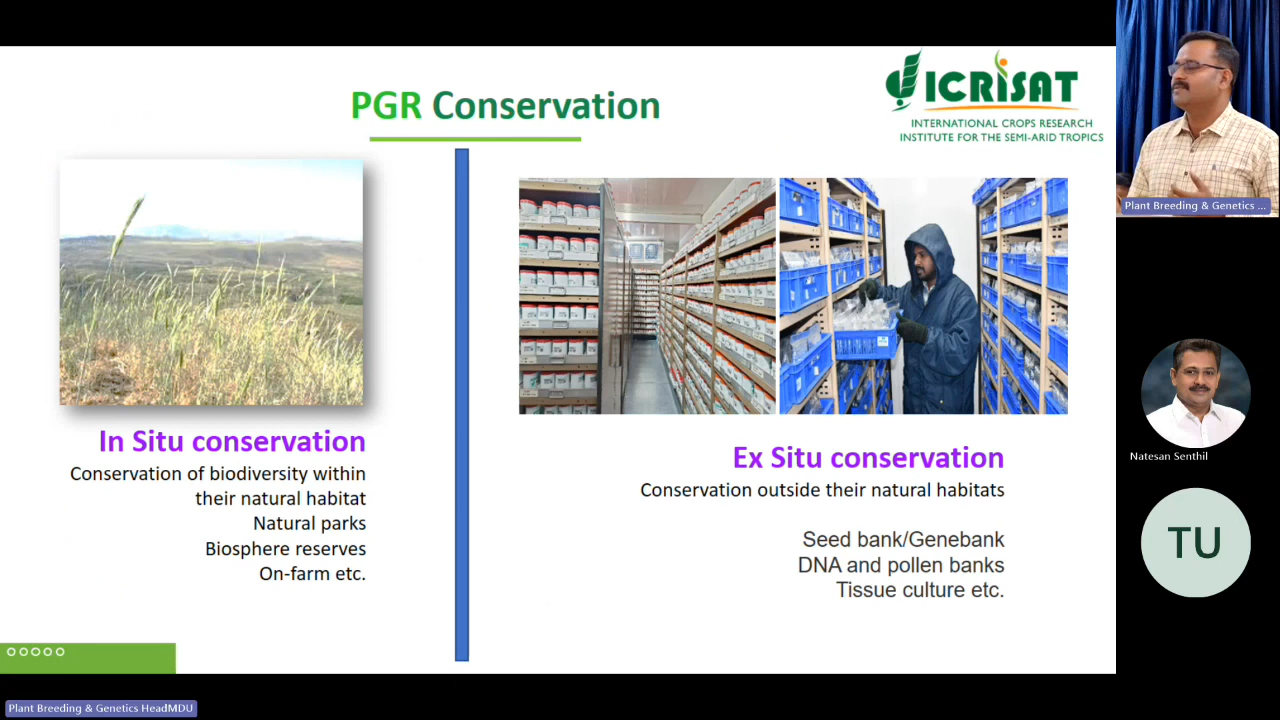 PGR Conservation
ICRISAT
INTERNATIONAL CROPS RESEARCH
INSTITUTE FOR THE SEMI-ARID TROPICS
In Situ conservation
Conservation of biodiversity within
their natural habitat
Natural parks
Biosphere reserves
On-farm etc.
Ex Situ conservation
Conservation outside their natural habitats
Seed bank/Genebank
DNA and pollen banks
Tissue culture etc.
Plant Breeding & Genetics ...
Natesan Senthil
TU
Plant Breeding & Genetics HeadMDU